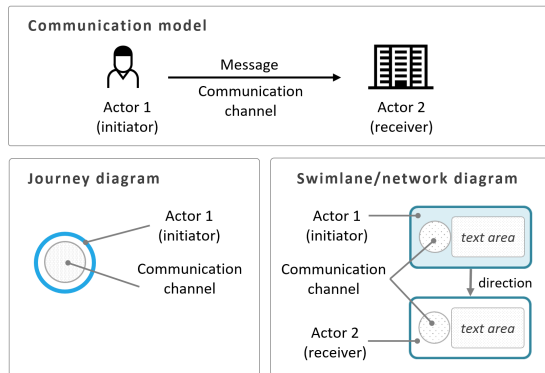 Communication model
Message
Communication
channel
Actor 1
(initiator)
Actor 2
(receiver)
Journey diagram
Actor 1
(initiator)
Communication
channel
Swimlane/network diagram
Actor 1
(initiator)
text area
Communication
channel
direction
text area
Actor 2
(receiver)